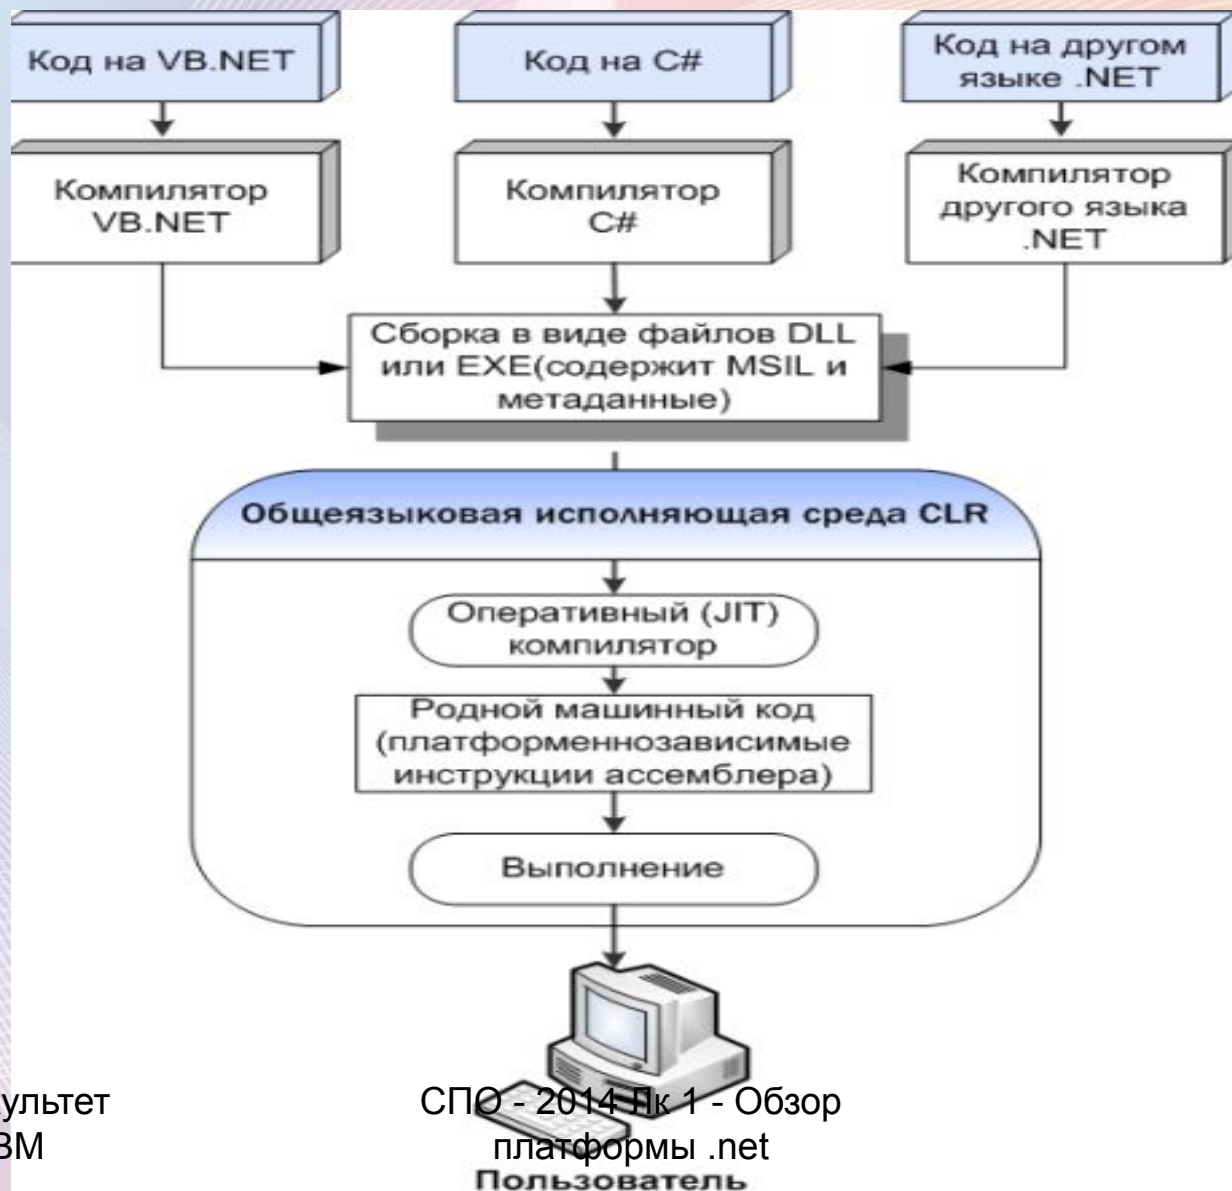 Код на VB.NET
Код на C#
Код на другом
языке .NET
Компилятор
VB.NET
Компилятор
C#
Компилятор
другого языка
.NET
Сборка в виде файлов DLL
или EXE(содержит MSIL и
метаданные)
Общеязыковая исполняющая среда CLR
Оперативный (JIT)
компилятор
Родной машинный код
(платформеннозависимые
инструкции ассемблера)
Выполнение
ультет
ВМ
СПО - 2014 Лк 1 - Обзор
платформы .net
Пользователь